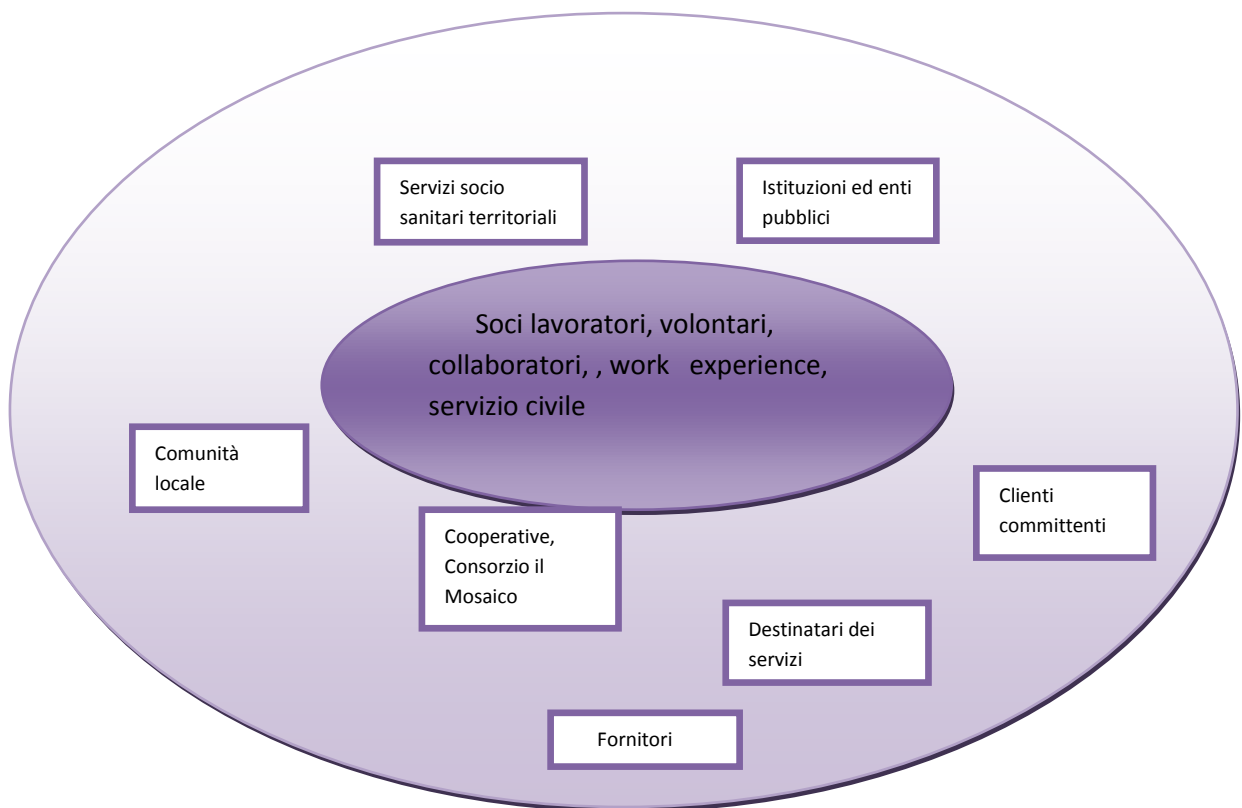 Servizi socio
sanitari territoriali
Istituzioni ed enti
pubblici
Soci lavoratori, volontari,
collaboratori, , work experience,
servizio civile
Comunità
locale
Clienti
committenti
Cooperative,
Consorzio il
Mosaico
Destinatari dei
servizi
Fornitori